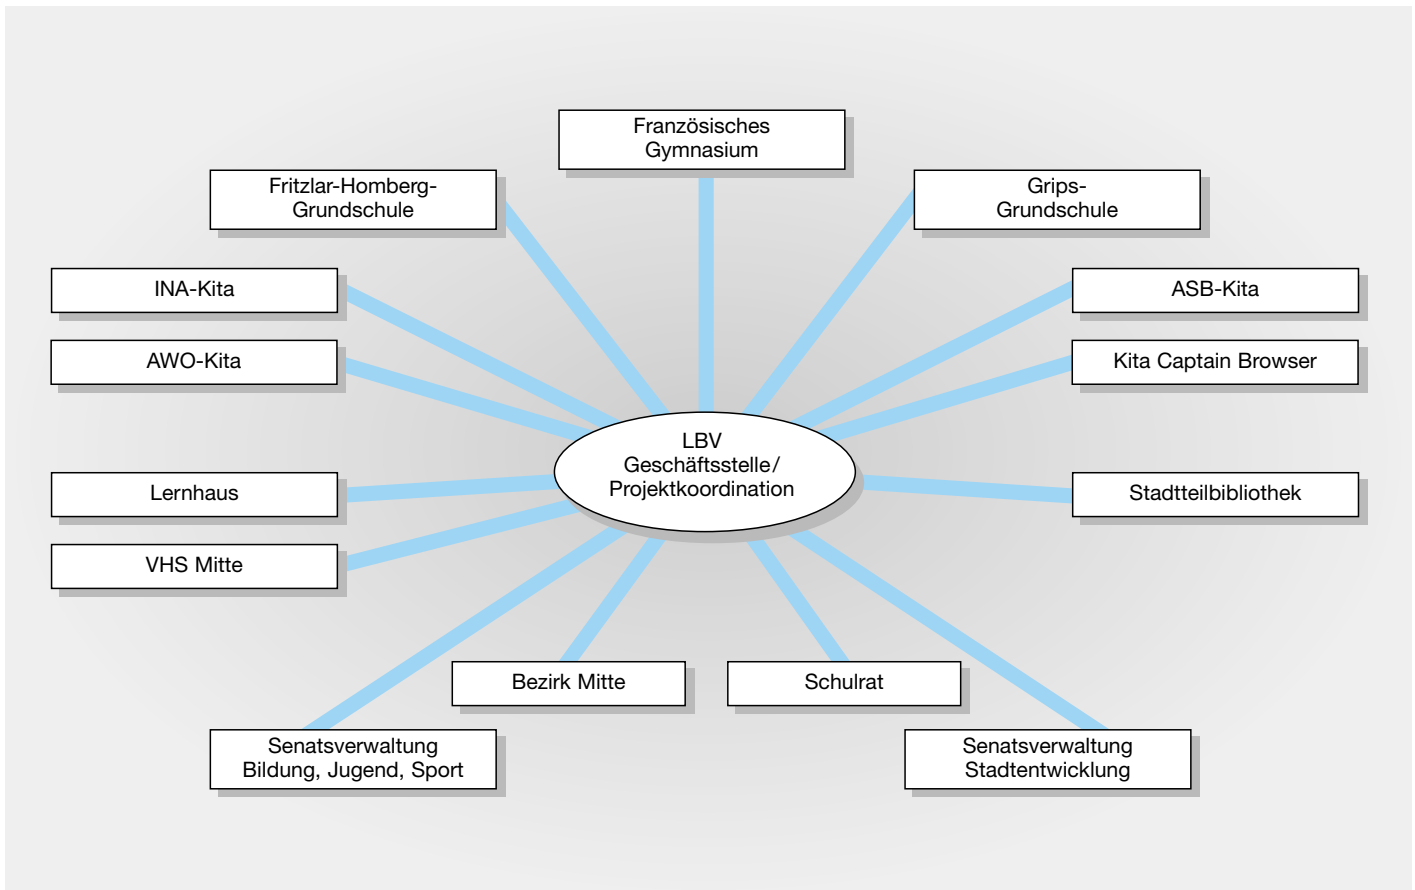 Französisches
Gymnasium
Fritzlar-Homberg-
Grundschule
Grips-
Grundschule
INA-Kita
ASB-Kita
AWO-Kita
Kita Captain Browser
LBV
Geschäftsstelle/
Projektkoordination
Lernhaus
Stadtteilbibliothek
VHS Mitte
Bezirk Mitte
Schulrat
Senatsverwaltung
Bildung, Jugend, Sport
Senatsverwaltung
Stadtentwicklung